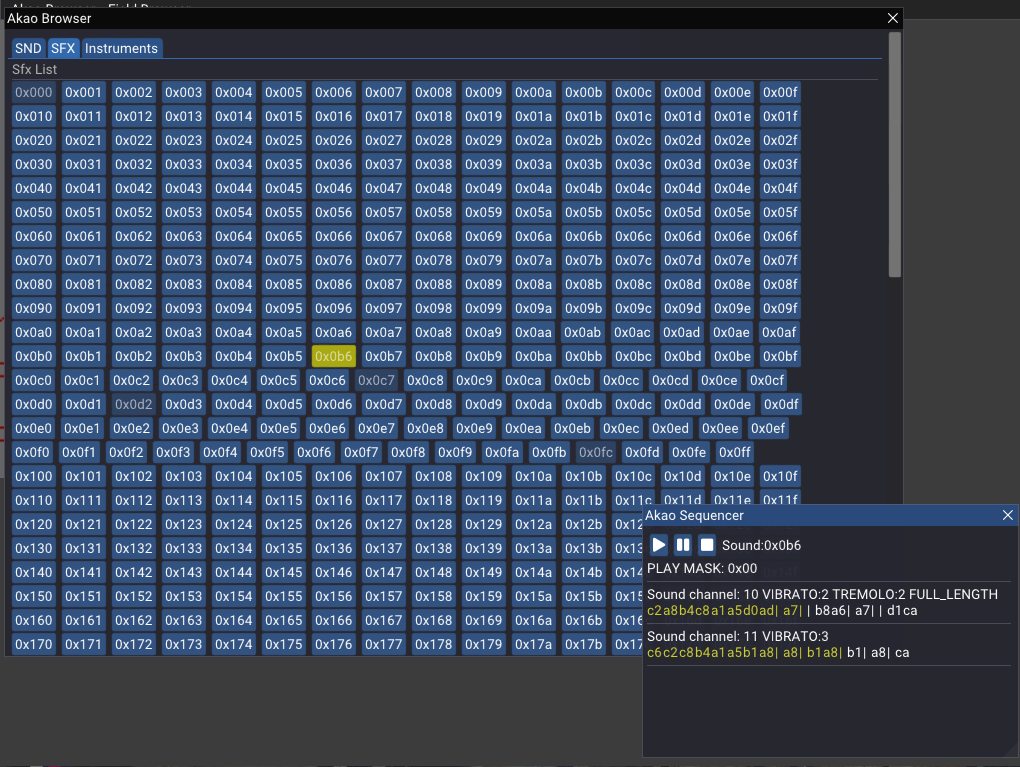 Akao Browser
SND SFX Instruments
Sfx List
0x000 0x001 0x002 0x003 0x004 0x005 0x006 0x007 0x008 0x009 0x00a 0x00b 0x00c 0x00d 0x00e 0x00f
0x010 0x011 0x012 0x013 0x014 0x015 0x016 0x017 0x018 0x019 0x01a 0x01b 0x01c 0x01d 0x01e 0x01f
0x020 0x021 0x022 0x023 0x024 0x025 0x026 0x027 0x028 0x029 0x02a 0x02b 0x02c 0x02d 0x02e 0x02f
0x030 0x031 0x032 0x033 0x034 0x035 0x036 0x037 0x038 0x039 0x03a 0x03b 0x03c 0x03d 0x03e 0x03f
0x040 0x041 0x042 0x043 0x044 0x045 0x046 0x047 0x048 0x049 0x04a 0x04b 0x04c 0x04d 0x04e 0x04f
0x050 0x051 0x052 0x053 0x054 0x055 0x056 0x057 0x058 0x059 0x05a 0x05b 0x05c 0x05d 0x05e 0x05f
0x060 0x061 0x062 0x063 0x064 0x065 0x066 0x067 0x068 0x069 0x06a 0x06b 0x06c 0x06d 0x06e 0x06f
0x070 0x071 0x072 0x073 0x074 0x075 0x076 0x077 0x078 0x079 0x07a 0x07b 0x07c 0x07d 0x07e 0x07f
0x080 0x081 0x082 0x083 0x084 0x085 0x086 0x087 0x088 0x089 0x08a 0x08b 0x08c 0x08d 0x08e 0x08f
0x090 0x091 0x092 0x093 0x094 0x095 0x096 0x097 0x098 0x099 0x09a 0x09b 0x09c 0x09d 0x09e 0x09f
0x0a0 0x0a1 0x0a2 0x0a3 0x0a4 0x0a5 0x0a6 0x0a7 0x0a8 0x0a9 0x0aa 0x0ab 0x0ac 0x0ad 0x0ae 0x0af
0x0b0 0x0b1 0x0b2 0x0b3 0x0b4 0x0b5 0x0b6 0x0b7 0x0b8 0x0b9 0x0ba 0x0bb 0x0bc 0x0bd 0x0be 0x0bf
0x0c0 0x0c1 0x0c2 0x0c3 0x0c4 0x0c5 0x0c6 0x0c7 0x0c8 0x0c9 0x0ca 0x0cb 0x0cc 0x0cd 0x0ce 0x0cf
0x0d0 0x0d1 0x0d2 0x0d3 0x0d4 0x0d5 0x0d6 0x0d7 0x0d8 0x0d9 0x0da 0x0db 0x0dc 0x0dd 0x0de 0x0df
0x0e0 0x0e1 0x0e2 0x0e3 0x0e4 0x0e5 0x0e6 0x0e7 0x0e8 0x0e9 0x0ea 0x0eb 0x0ec 0x0ed 0x0ee 0x0ef
0x0f0 0x0f1 0x0f2 0x0f3 0x0f4 0x0f5 0x0f6 0x0f7 0x0f8 0x0f9 0x0fa 0x0fb 0x0fc 0x0fd 0x0fe 0x0ff
0x100 0x101 0x102 0x103 0x104 0x105 0x106 0x107 0x108 0x109 0x10a 0x10b 0x10c 0x10d 0x10e 0x10f
0x110 0x111 0x112 0x113 0x114 0x115 0x116 0x117 0x118 0x119 0x11a 0x11b 0x11c 0x11d 0x11e 0x11f
0x120 0x121 0x122 0x123 0x124 0x125 0x126 0x127 0x128 0x129 0x12a 0x12b 0x12
0x130 0x131 0x132 0x133 0x134 0x135 0x136 0x137 0x138 0x139 0x13a 0x13b 0x13
0x140 0x141 0x142 0x143 0x144 0x145 0x146 0x147 0x148 0x149 0x14a 0x14b 0x14
0x150 0x151 0x152 0x153 0x154 0x155 0x156 0x157 0x158 0x159 0x15a 0x15b 0x15
0x160 0x161 0x162 0x163 0x164 0x165 0x166 0x167 0x168 0x169 0x16a 0x16b 0x16
0x170 0x171 0x172 0x173 0x174 0x175 0x176 0x177 0x178 0x179 0x17a 0x17b 0x17
Akao Sequencer
Sound:0x0b6
PLAY MASK: 0x00
Sound channel: 10 VIBRATO:2 TREMOLO:2 FULL_LENGTH
c2a8b4c8a1a5d0ad| a7| | b8a6| a7| | d1ca
Sound channel: 11 VIBRATO:3
c6c2c8b4a1a5b1a8| a8| b1a8| b1| a8| ca